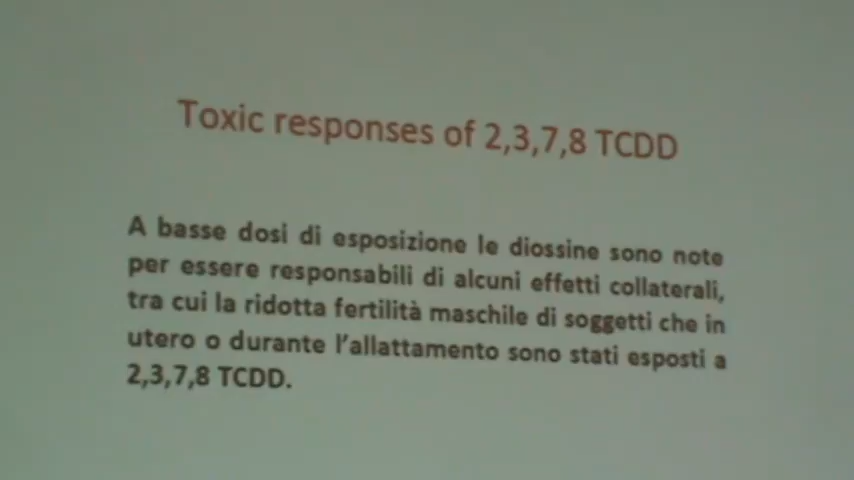 Toxic responses of 2,3,7,8 TCDD
A basse dosi di esposizione le diossine sono note
per essere responsabili di alcuni effetti collaterali,
tra cui la ridotta fertilità maschile di soggetti che in
utero o durante l'allattamento sono stati esposti a
2,3,7,8 TCDD.